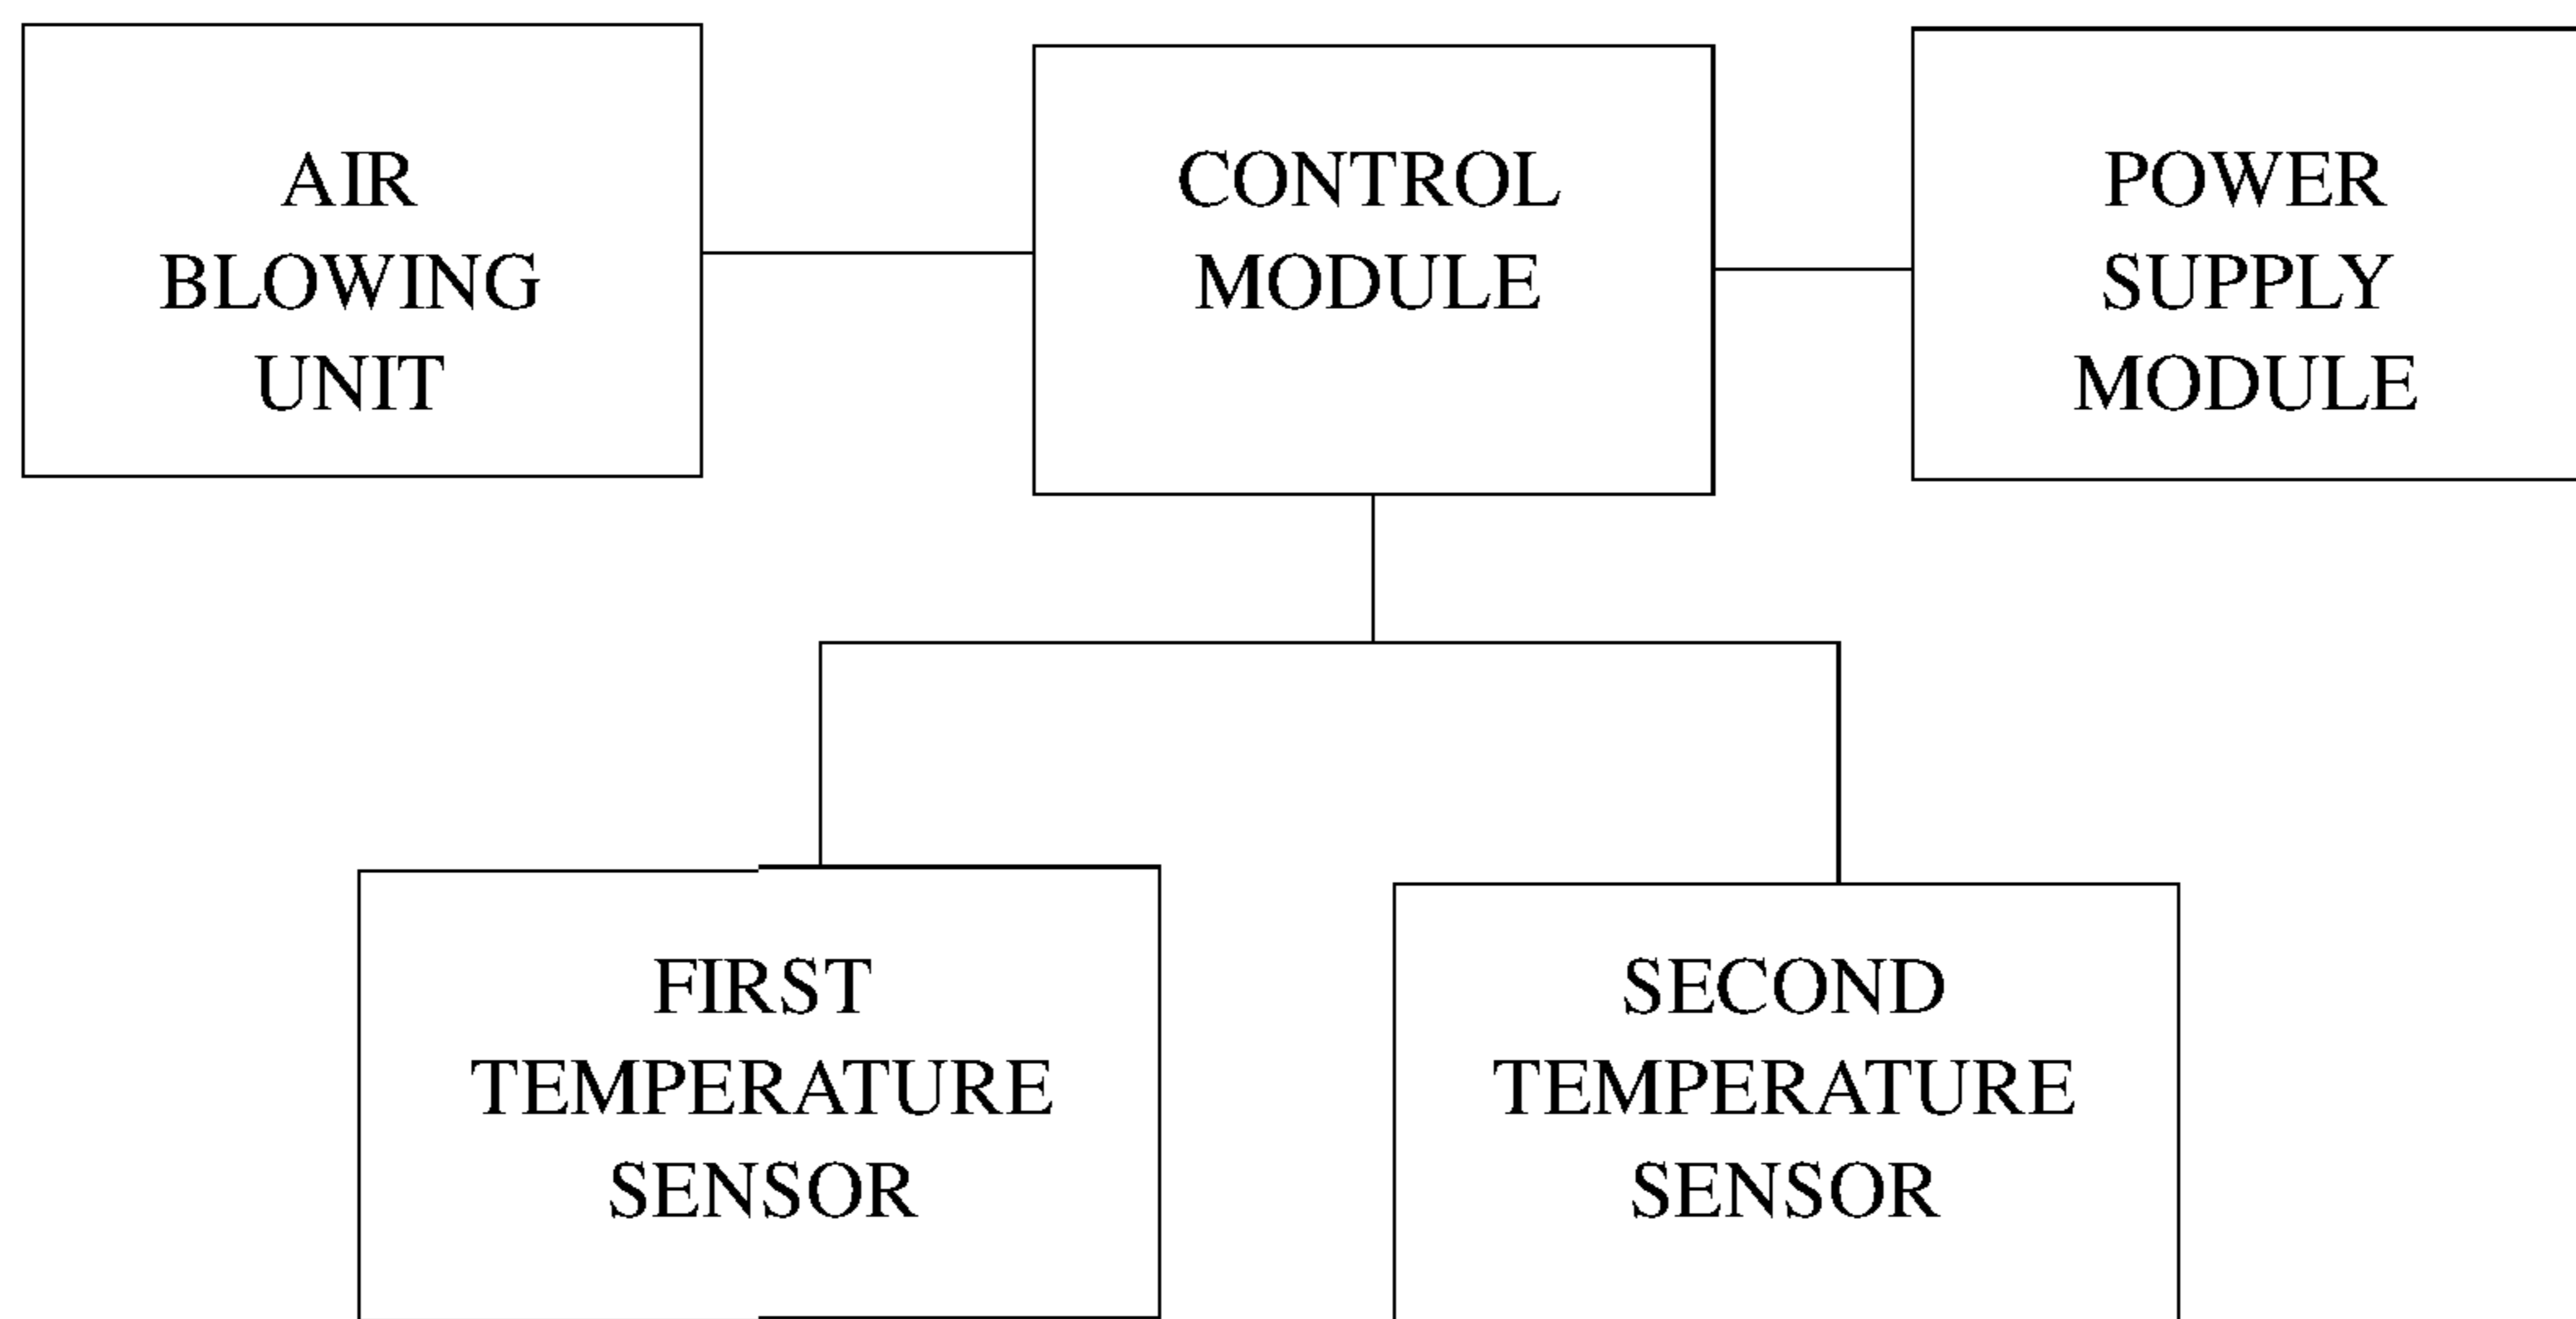 AIR
BLOWING
UNIT
CONTROL
MODULE
POWER
SUPPLY
MODULE
FIRST
TEMPERATURE
SENSOR
SECOND
TEMPERATURE
SENSOR